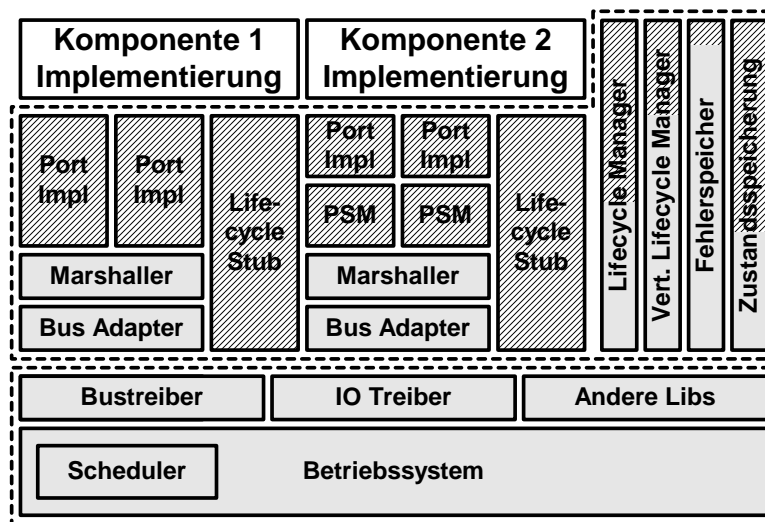 Komponente 1
Implementierung
Komponente 2
Implementierung
Port
Impl
Port
Impl
Life-
cycle
Stub
Port
Impl
Port
Impl
PSM
PSM
Life-
cycle
Stub
Marshaller
Marshaller
Bus Adapter
Bus Adapter
Lifecycle Manager
Vert. Lifecycle Manager
Fehlerspeicher
Zustandsspeicherung
Bustreiber
IO Treiber
Andere Libs
Scheduler
Betriebssystem